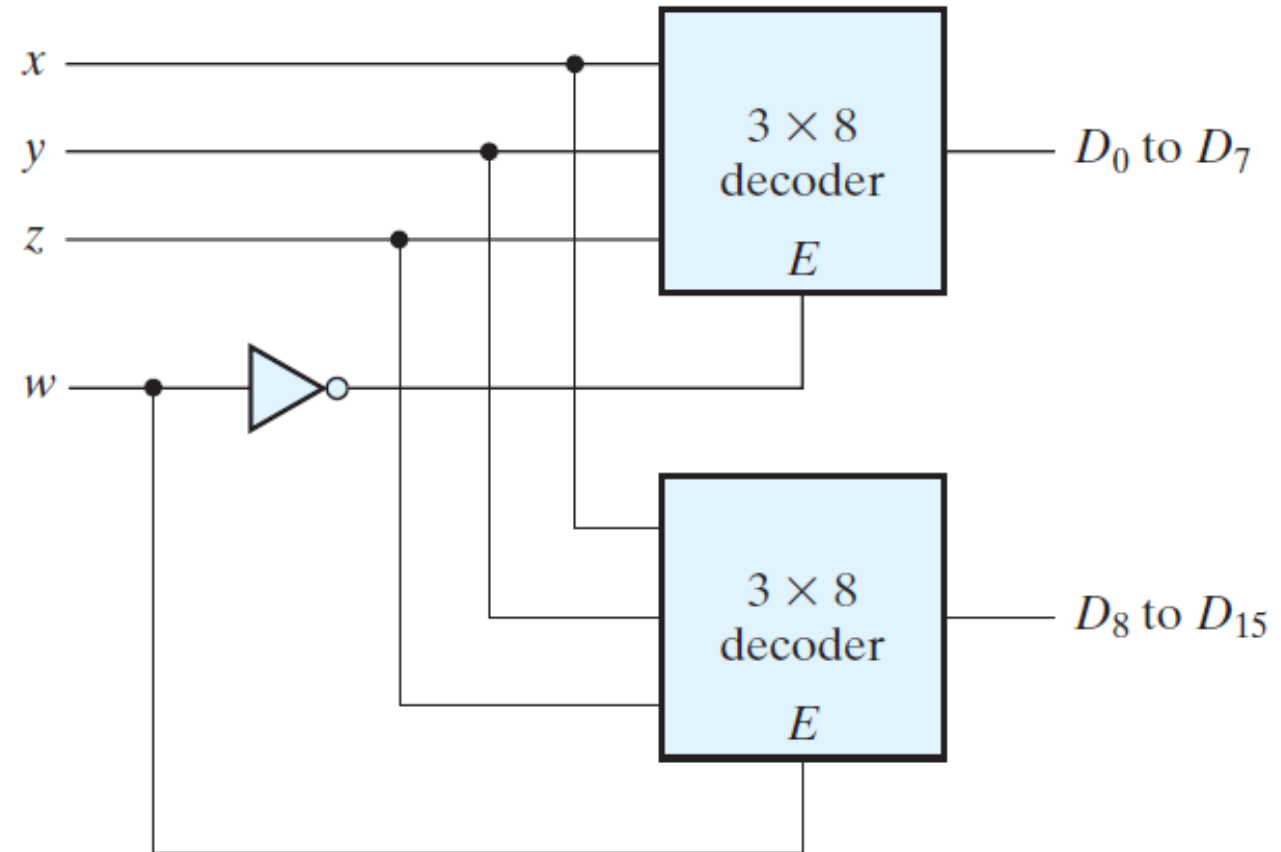 x
y
z
w
3 × 8
decoder
E
D₀ to D₇
3 × 8
decoder
E
D₈ to D₁₅